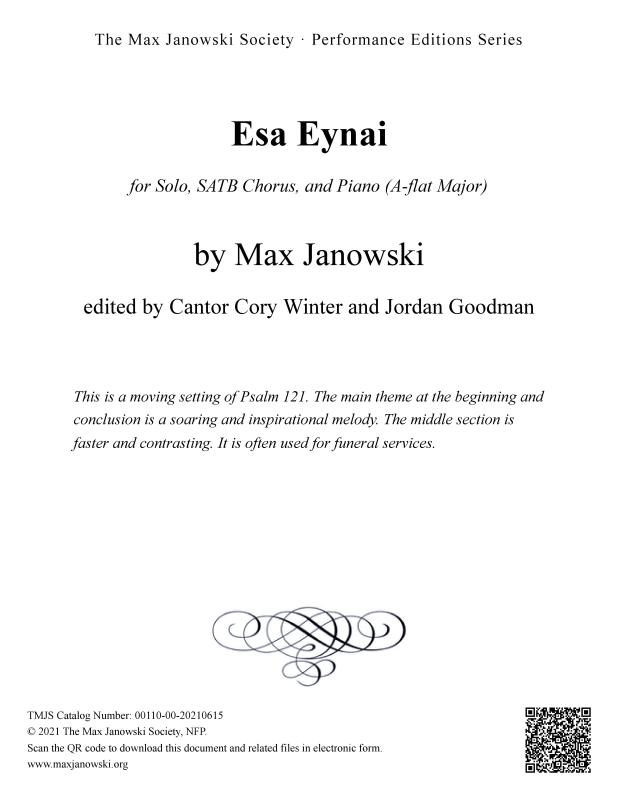 The Max Janowski Society · Performance Editions Series
Esa Eynai
for Solo, SATB Chorus, and Piano (A-flat Major)
by Max Janowski
edited by Cantor Cory Winter and Jordan Goodman
This is a moving setting of Psalm 121. The main theme at the beginning and
conclusion is a soaring and inspirational melody. The middle section is
faster and contrasting. It is often used for funeral services.
TMJS Catalog Number: 00110-00-20210615
© 2021 The Max Janowski Society, NFP.
Scan the QR code to download this document and related files in electronic form.
www.maxjanowski.org